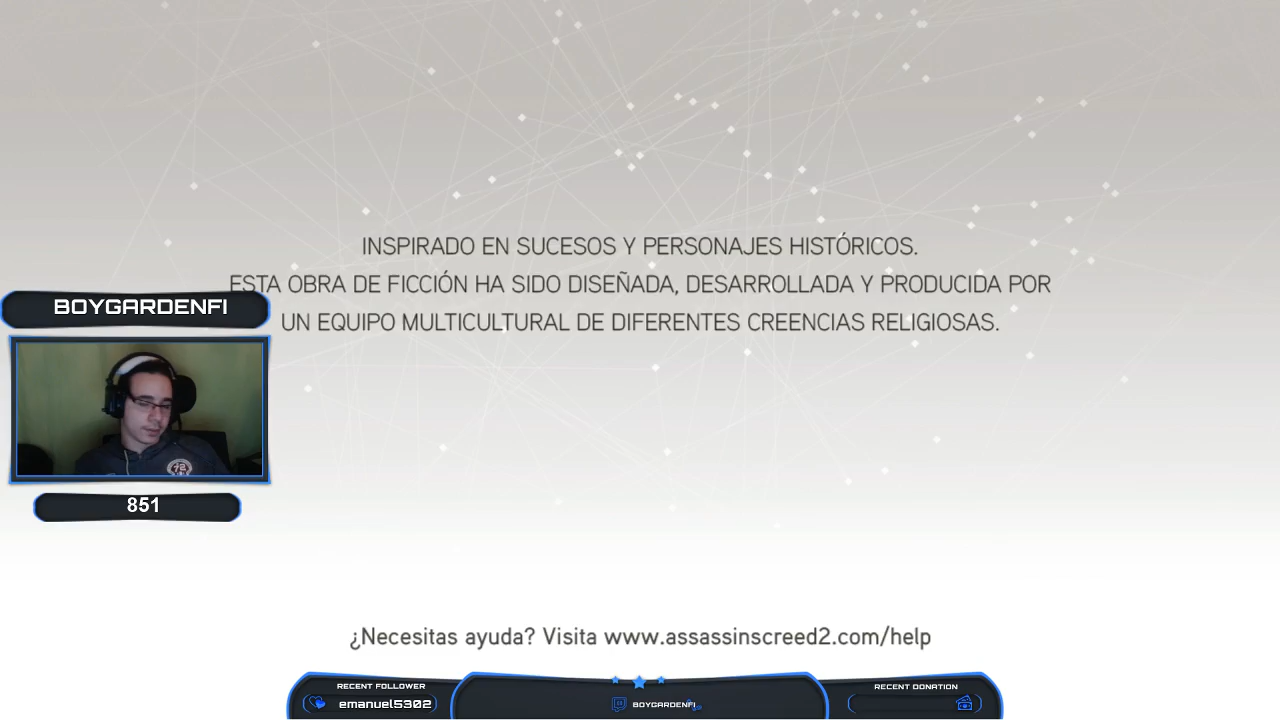 INSPIRADO EN SUCESOS Y PERSONAJES HISTÓRICOS.
ESTA OBRA DE FICCIÓN HA SIDO DISEÑADA, DESARROLLADA Y PRODUCIDA POR
UN EQUIPO MULTICULTURAL DE DIFERENTES CREENCIAS RELIGIOSAS.
BOYGARDENFI
72
851
¿Necesitas ayuda? Visita www.assassinscreed2.com/help
RECENT FOLLOWER
emanuel5302
BOYGARDENFI
RECENT DONATION